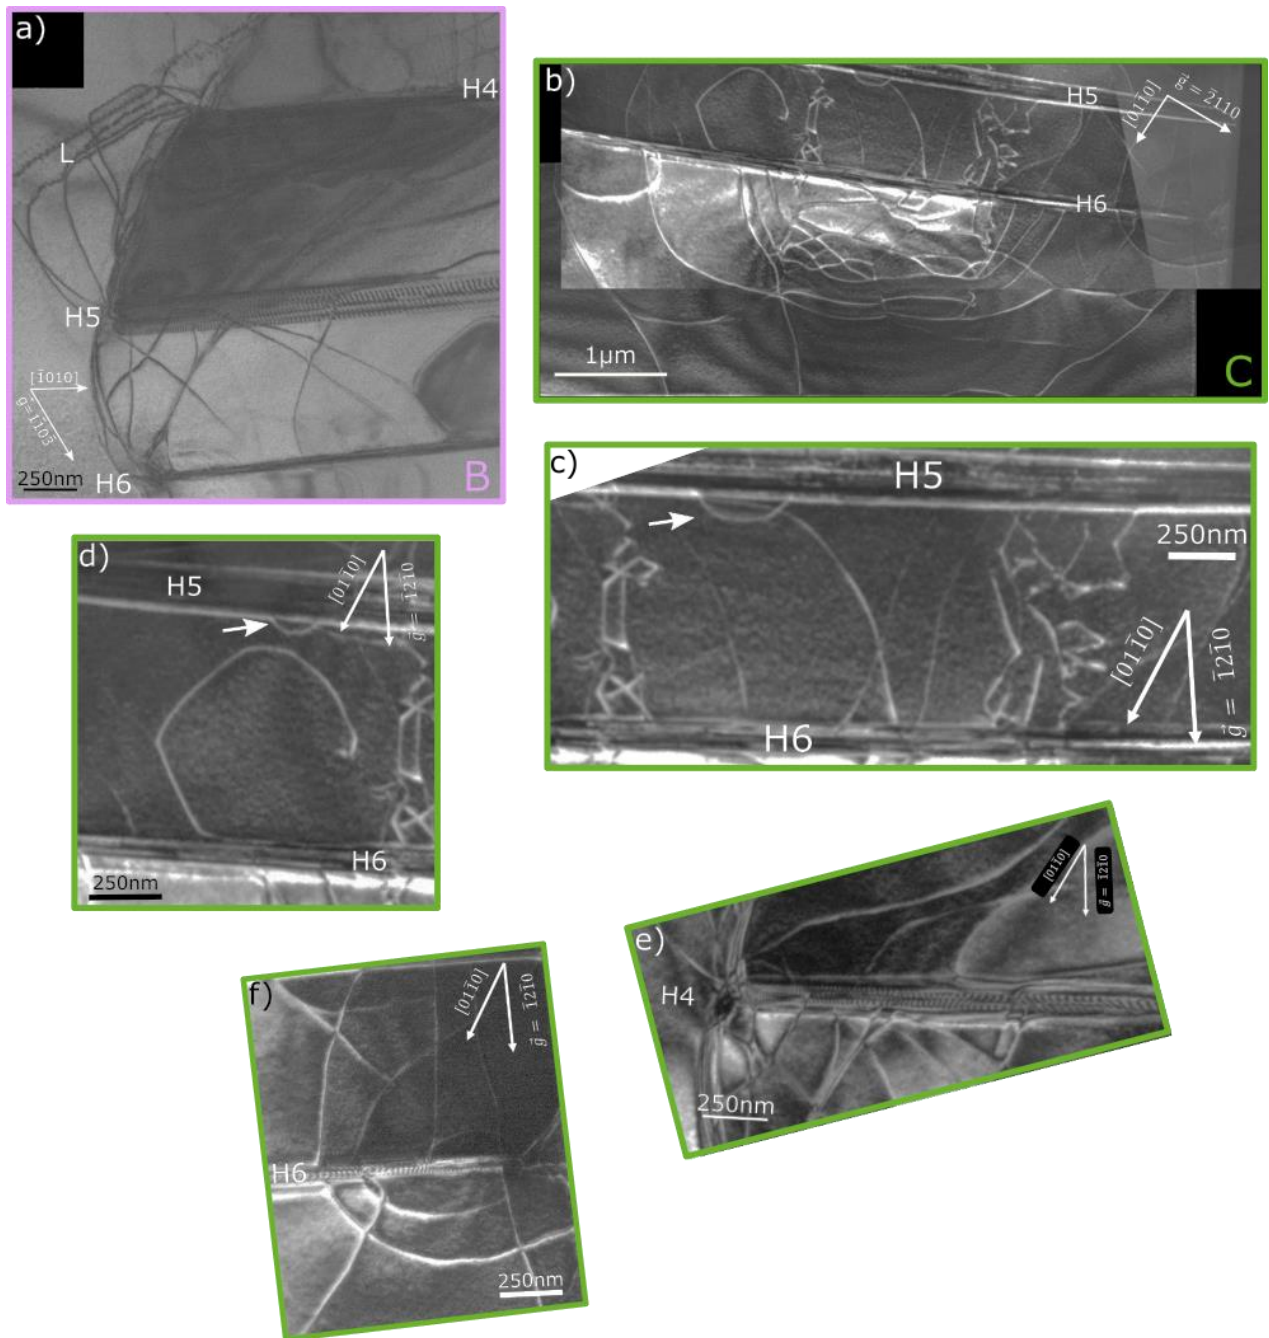 a)
H4
L
H5
[1̄010]
g⃗=11̄03̄
250nm
H6
B
b)
H5
[011̄0]
g⃗ = 2̄110
H6
1μm
C
c)
H5
250nm
[011̄0]
g⃗ = 1̄21̄0
H6
d)
H5
[011̄0]
g⃗ = 1̄21̄0
H6
250nm
e)
[011̄0]
g⃗ = 1̄21̄0
H4
250nm
f)
[011̄0]
g⃗ = 1̄21̄0
H6
250nm